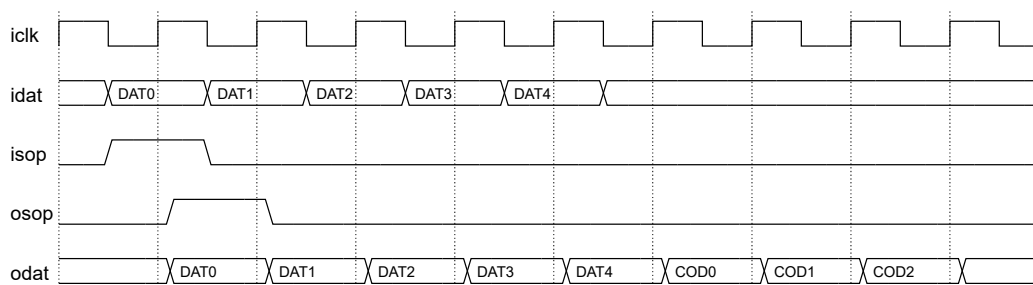 iclk
idat DAT0 DAT1 DAT2 DAT3 DAT4
isop
osop
odat DAT0 DAT1 DAT2 DAT3 DAT4 COD0 COD1 COD2